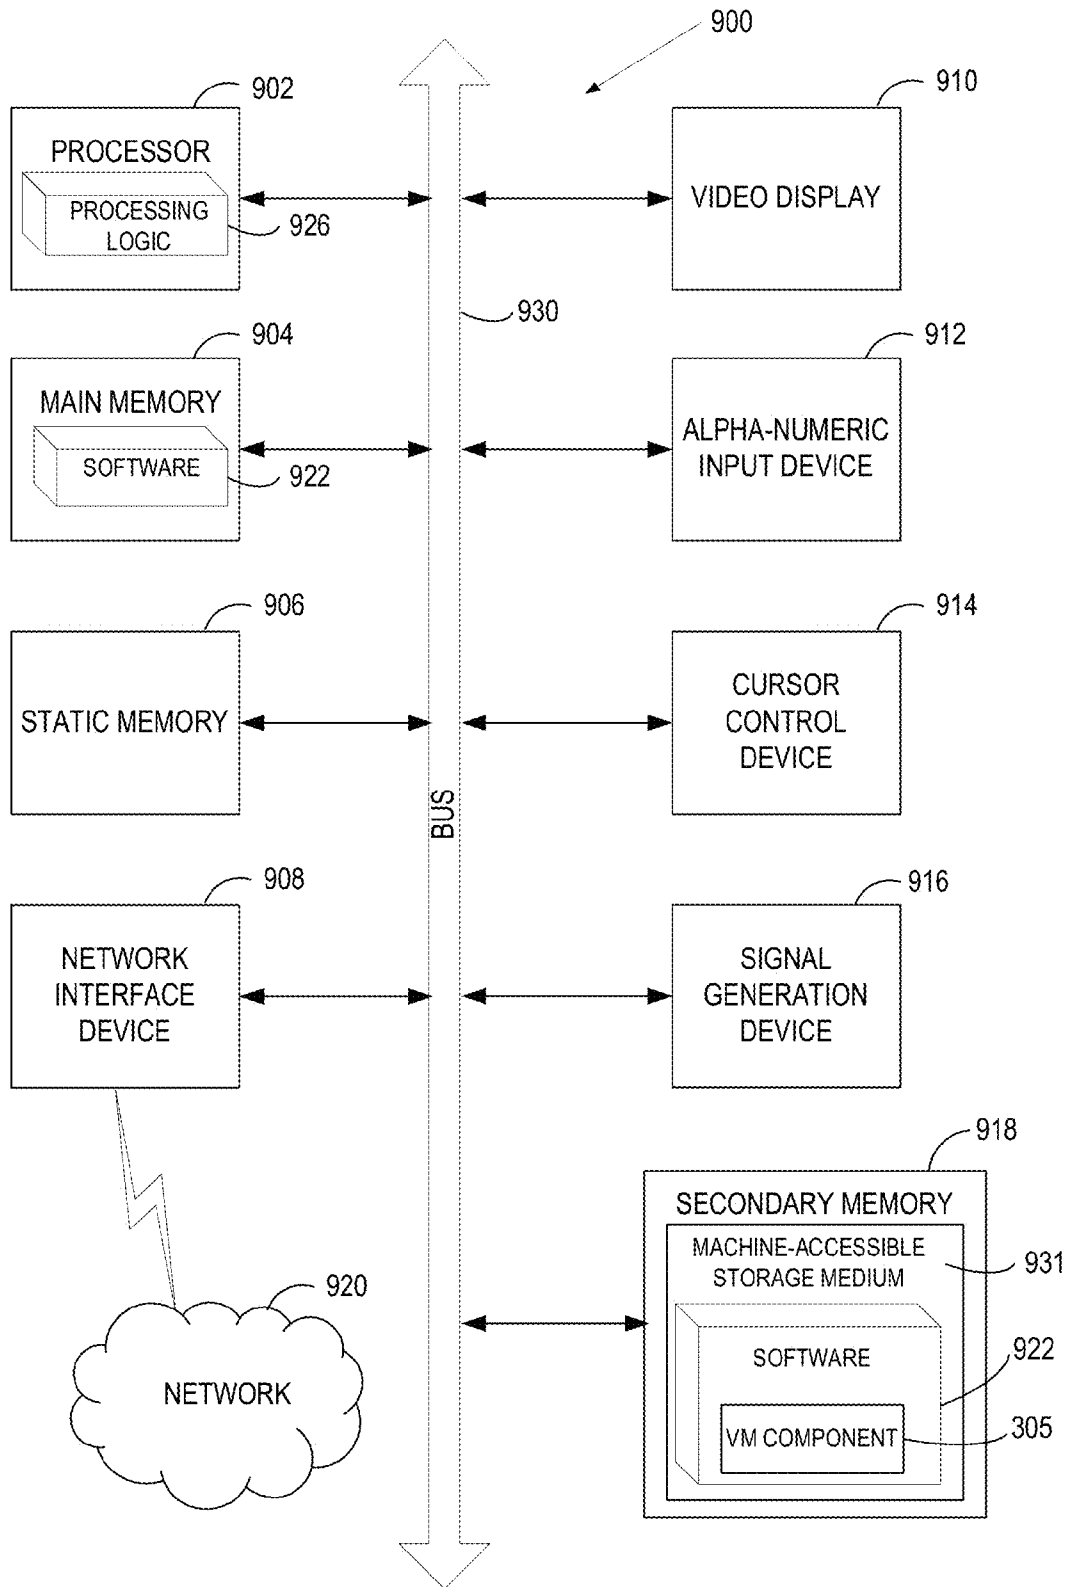 900
902
PROCESSOR
PROCESSING
LOGIC
926
910
VIDEO DISPLAY
930
904
MAIN MEMORY
SOFTWARE
922
912
ALPHA-NUMERIC
INPUT DEVICE
906
STATIC MEMORY
914
CURSOR
CONTROL
DEVICE
BUS
908
NETWORK
INTERFACE
DEVICE
916
SIGNAL
GENERATION
DEVICE
920
NETWORK
918
SECONDARY MEMORY
MACHINE-ACCESSIBLE
STORAGE MEDIUM
931
SOFTWARE
922
VM COMPONENT
305